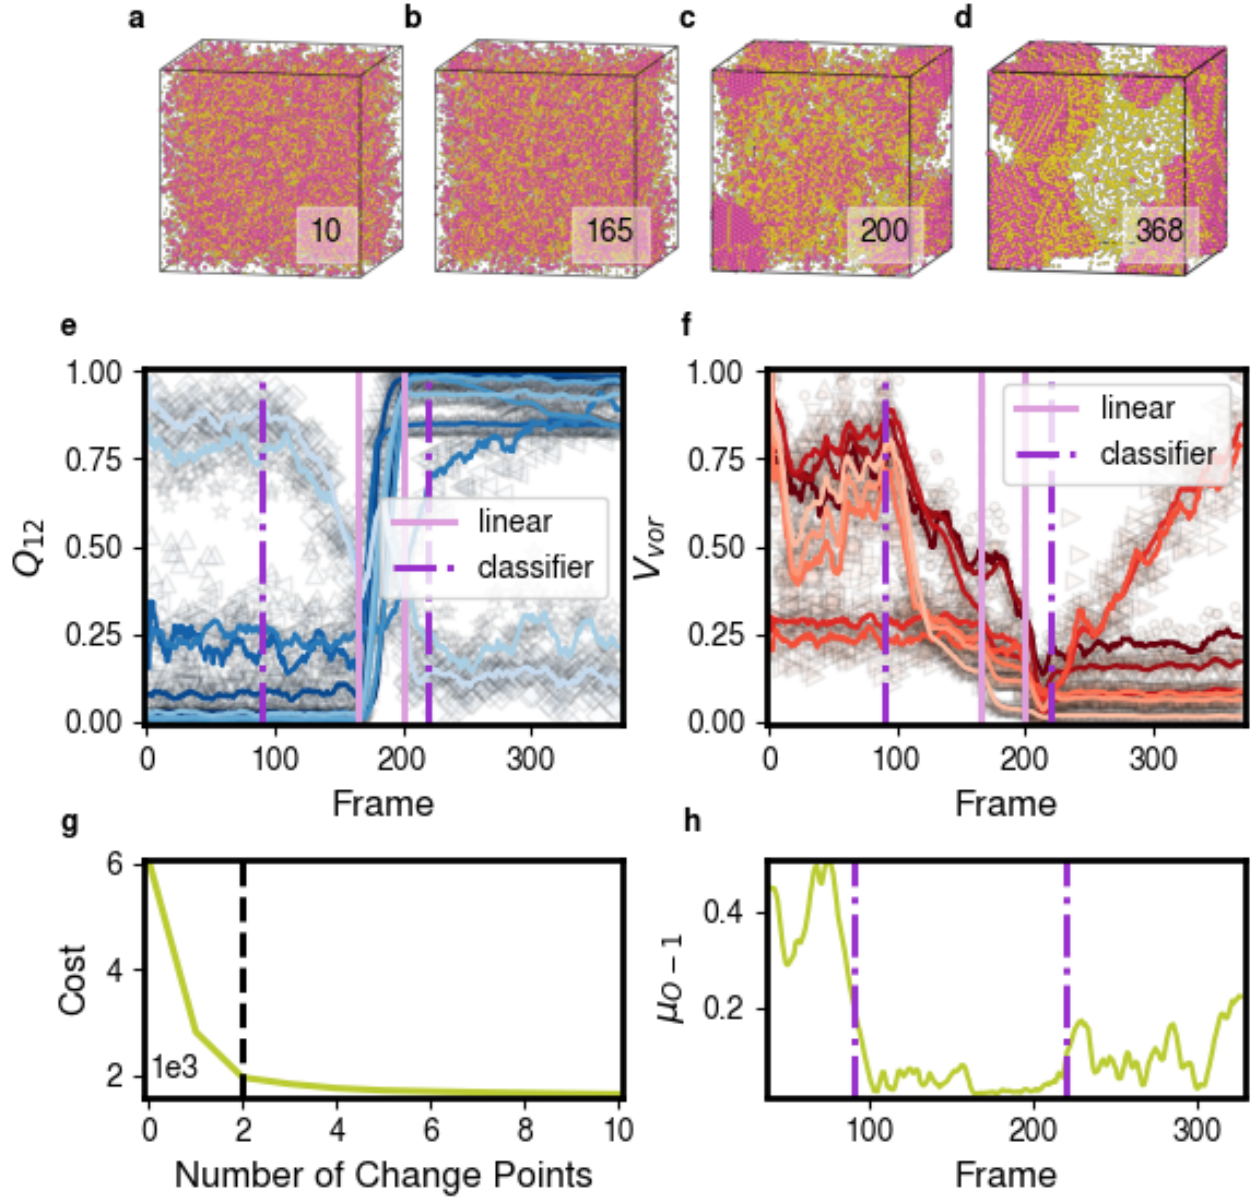 a b c d
10 165 200 368
e f
1.00 0.75 0.50 0.25 0.00
Q12
linear
classifier
0 100 200 300
Frame
1.00 0.75 0.50 0.25 0.00
Vvor
linear
classifier
0 100 200 300
Frame
g h
6 4 2
Cost
1e3
0 2 4 6 8 10
Number of Change Points
0.4 0.2
μO − 1
100 200 300
Frame